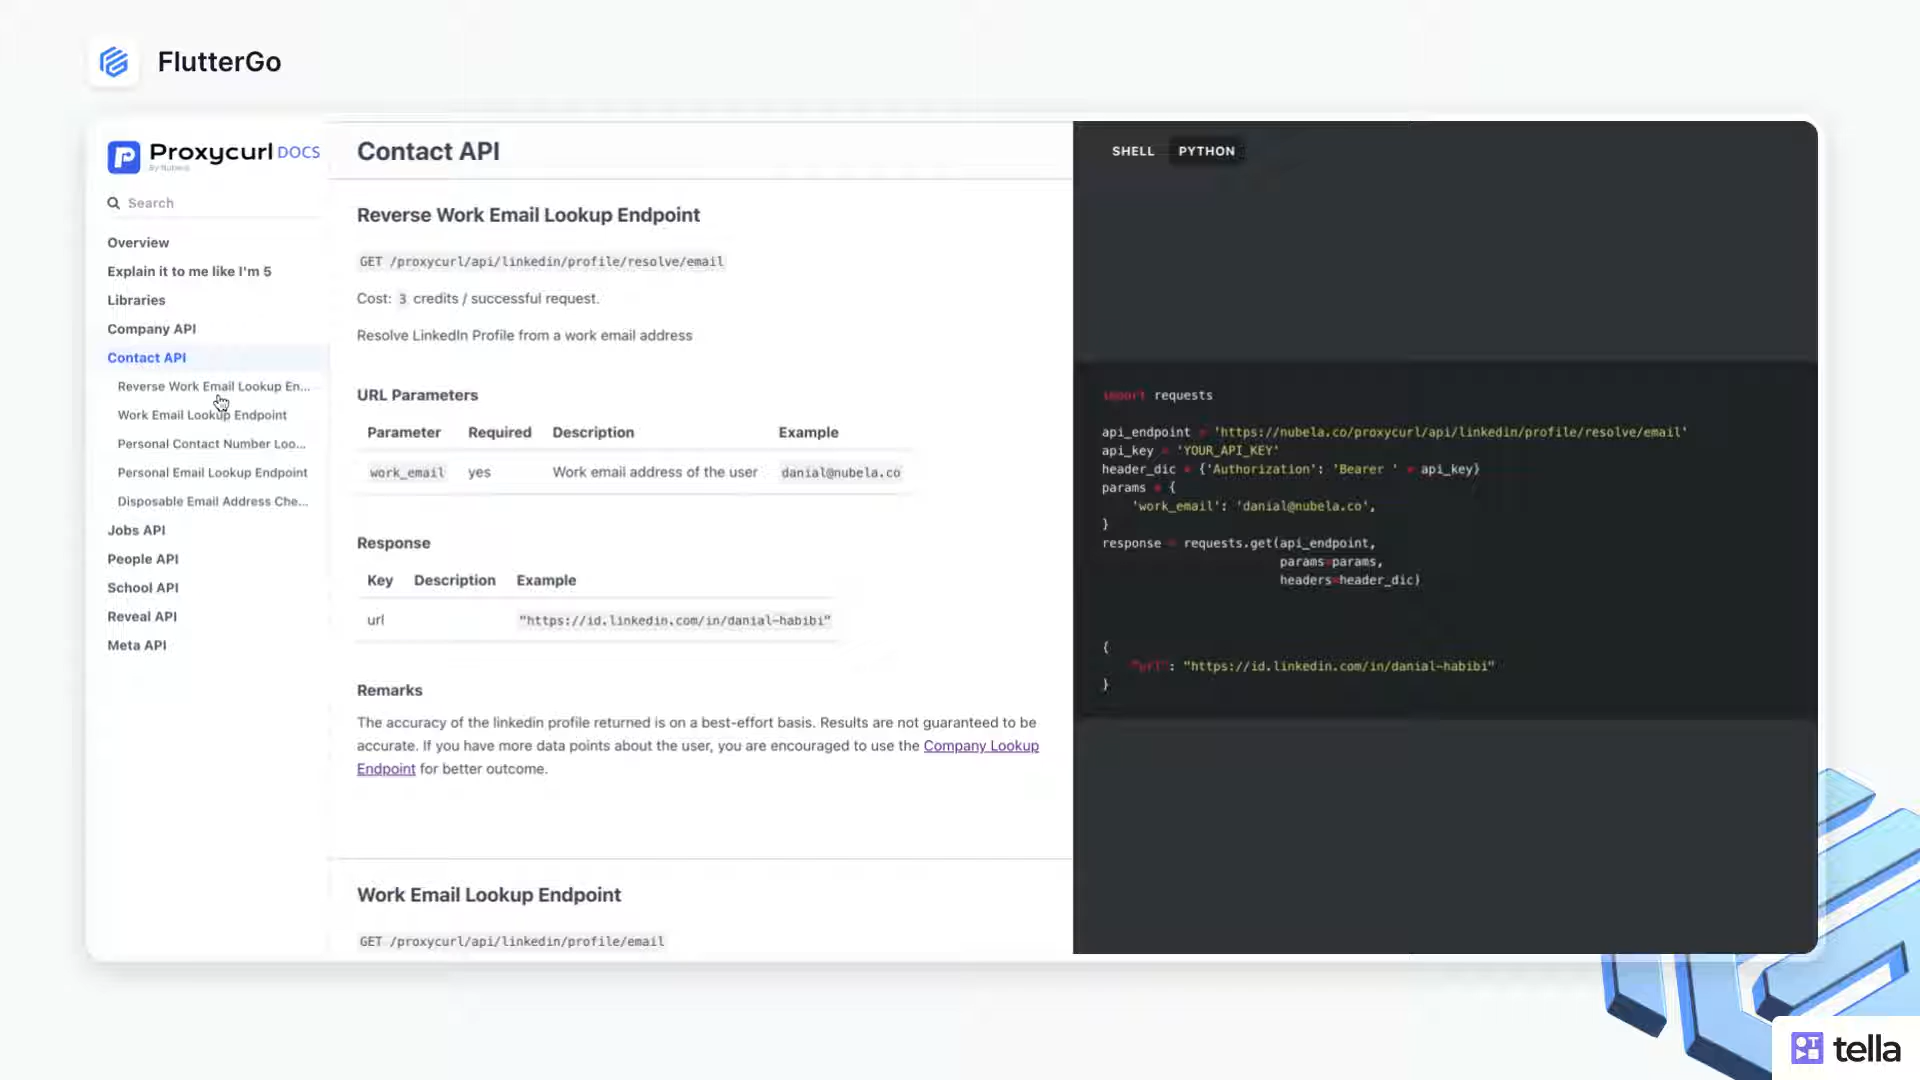 FlutterGo
Proxycurl DOCS
By Nubela
Search
Overview
Explain it to me like I'm 5
Libraries
Company API
Contact API
Reverse Work Email Lookup En...
Work Email Lookup Endpoint
Personal Contact Number Loo...
Personal Email Lookup Endpoint
Disposable Email Address Che...
Jobs API
People API
School API
Reveal API
Meta API
Contact API
Reverse Work Email Lookup Endpoint
GET /proxycurl/api/linkedin/profile/resolve/email
Cost: 3 credits / successful request.
Resolve LinkedIn Profile from a work email address
URL Parameters
Parameter Required Description Example
work_email yes Work email address of the user danial@nubela.co
Response
Key Description Example
url "https://id.linkedin.com/in/danial-habibi"
Remarks
The accuracy of the linkedin profile returned is on a best-effort basis. Results are not guaranteed to be
accurate. If you have more data points about the user, you are encouraged to use the Company Lookup
Endpoint for better outcome.
Work Email Lookup Endpoint
GET /proxycurl/api/linkedin/profile/email
SHELL PYTHON
import requests
api_endpoint = 'https://nubela.co/proxycurl/api/linkedin/profile/resolve/email'
api_key = 'YOUR_API_KEY'
header_dic = {'Authorization': 'Bearer ' + api_key}
params = {
'work_email': 'danial@nubela.co',
}
response = requests.get(api_endpoint,
params=params,
headers=header_dic)
{
"url": "https://id.linkedin.com/in/danial-habibi"
}
tella